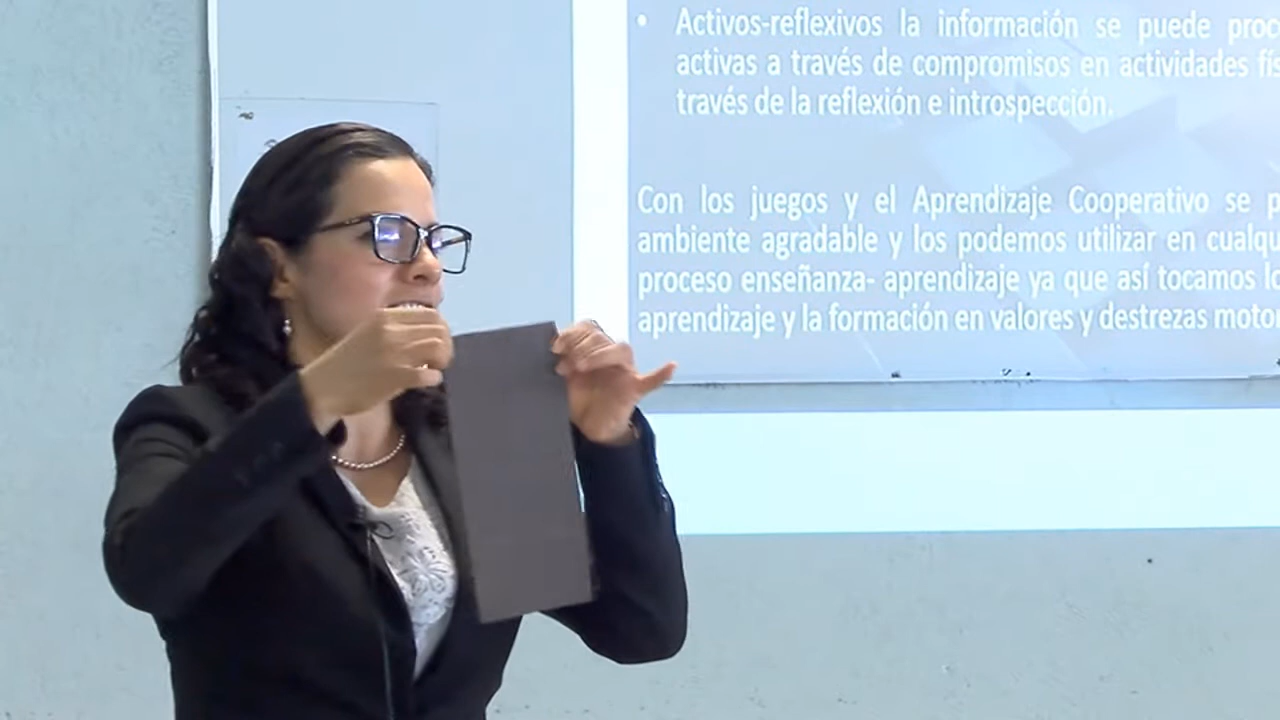 • Activos-reflexivos la información se puede
activas a través de compromisos en actividades
través de la reflexión e introspección.
Con los juegos y el Aprendizaje Cooperativo se
ambiente agradable y los podemos utilizar en
proceso enseñanza- aprendizaje ya que así tocamos
aprendizaje y la formación en valores y destrezas